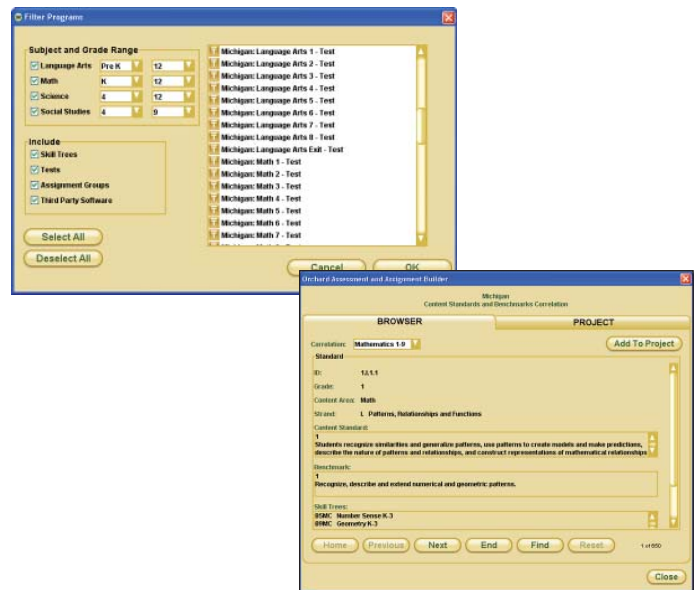 Filter Programs
Subject and Grade Range
Language Arts Pre K 12
Math K 12
Science 4 12
Social Studies 4 9
Include
Skill Trees
Tests
Assignment Groups
Third Party Software
Select All
Deselect All
Michigan: Language Arts 1 - Test
Michigan: Language Arts 2 - Test
Michigan: Language Arts 3 - Test
Michigan: Language Arts 4 - Test
Michigan: Language Arts 5 - Test
Michigan: Language Arts 6 - Test
Michigan: Language Arts 7 - Test
Michigan: Language Arts 8 - Test
Michigan: Language Arts Exit - Test
Michigan: Math 1 - Test
Michigan: Math 2 - Test
Michigan: Math 3 - Test
Michigan: Math 4 - Test
Michigan: Math 5 - Test
Michigan: Math 6 - Test
Michigan: Math 7 - Test
Cancel OK
Orchard Assessment and Assignment Builder
Michigan
Content Standards and Benchmarks Correlation
BROWSER PROJECT
Correlation: Mathematics 1-9 Add To Project
Standard
ID:
Grade: 1
Content Area: Math
Strand: I. Patterns, Relationships and Functions
Content Standard:
1
Students recognize similarities and generalize patterns, use patterns to create models and make predictions,
describe the nature of patterns and relationships, and construct representations of mathematical relationships
Benchmark:
1
Recognize, describe and extend numerical and geometric patterns.
Skill Trees:
Number Sense K-3
Geometry K-3
Home Previous Next End Find Reset
Close